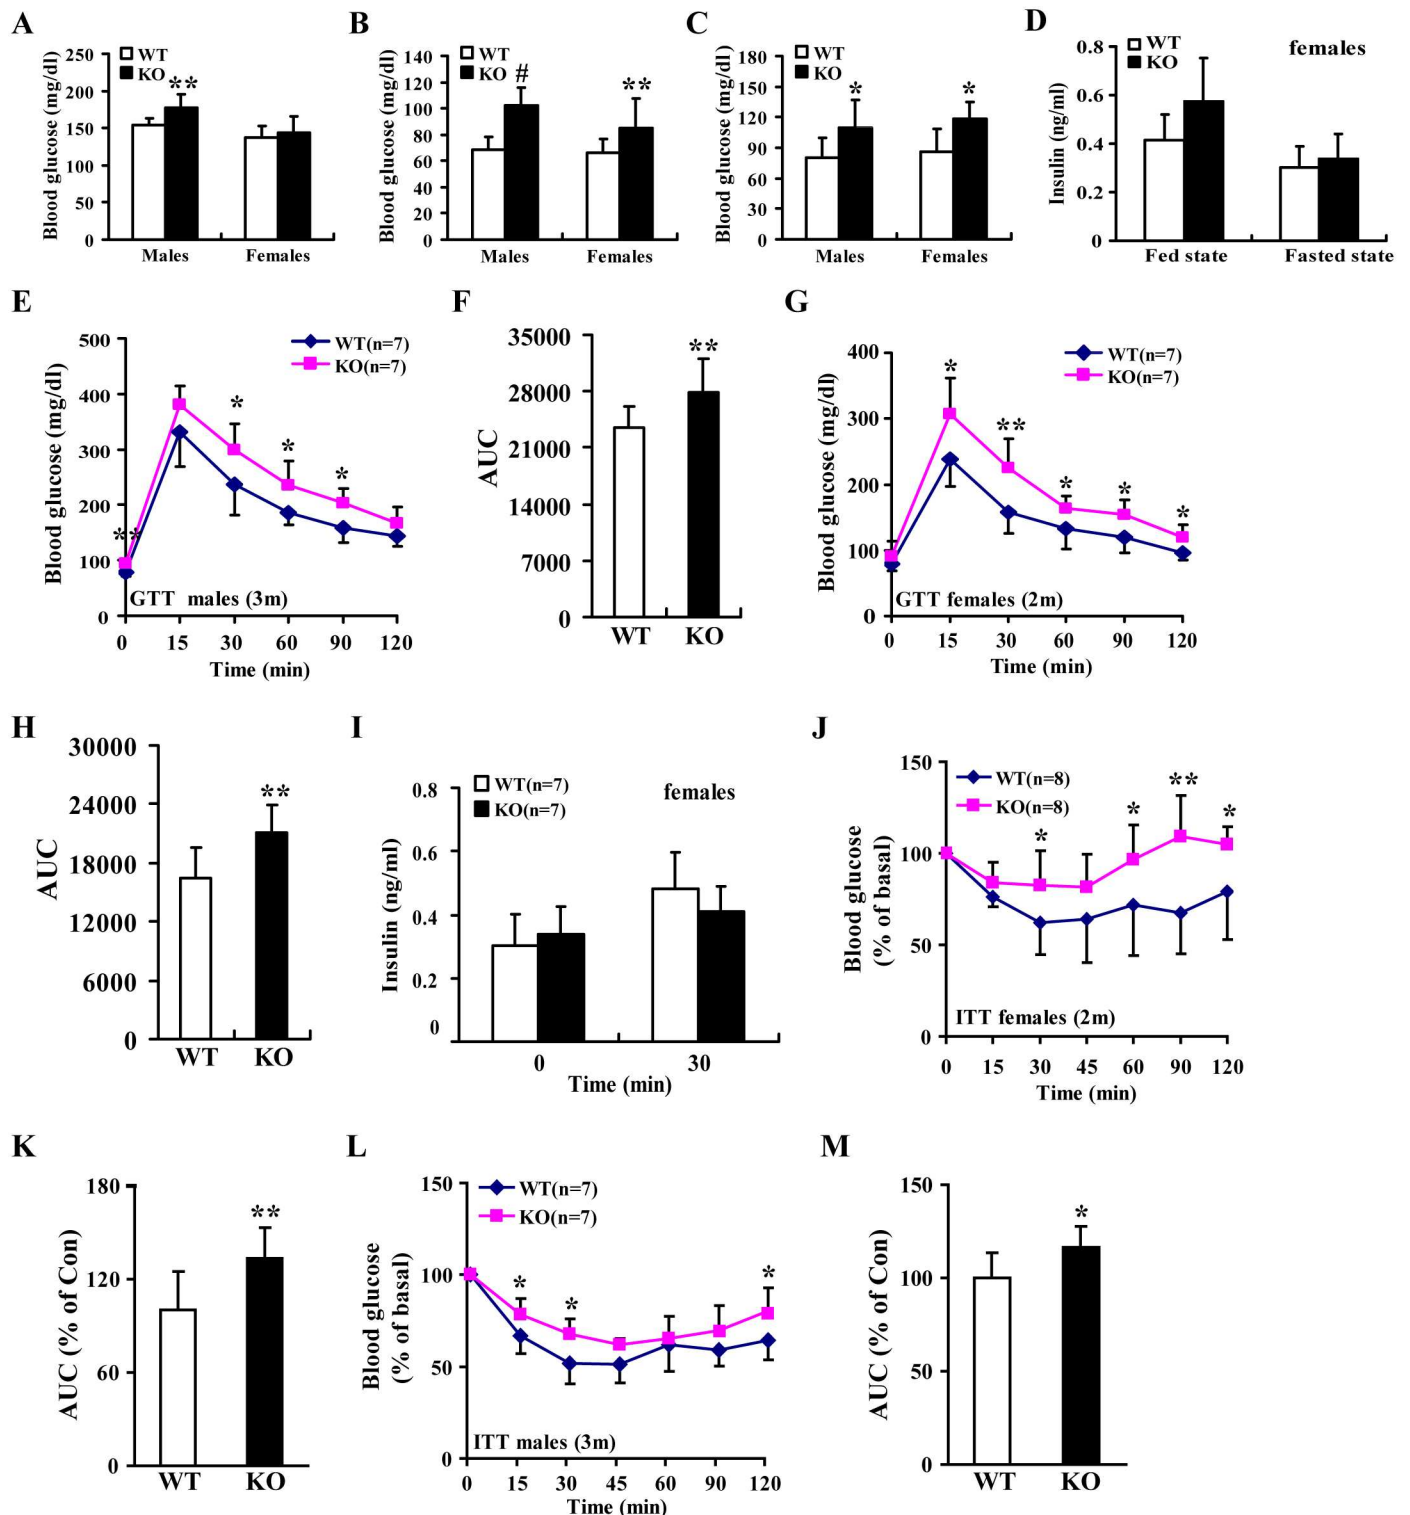 A
Blood glucose (mg/dl)
WT
KO
250
200
150
100
50
0
**
Males
Females
B
Blood glucose (mg/dl)
WT
KO
140
120
100
80
60
40
20
0
#
**
Males
Females
C
Blood glucose (mg/dl)
WT
KO
180
150
120
90
60
30
0
*
*
Males
Females
D
Insulin (ng/ml)
WT
KO
females
0.8
0.6
0.4
0.2
0
Fed state
Fasted state
E
Blood glucose (mg/dl)
WT(n=7)
KO(n=7)
500
400
300
200
100
0
**
*
*
*
GTT males (3m)
0 15 30 60 90 120
Time (min)
F
AUC
35000
28000
21000
14000
7000
0
**
WT KO
G
Blood glucose (mg/dl)
WT(n=7)
KO(n=7)
400
300
200
100
0
*
**
*
*
*
GTT females (2m)
0 15 30 60 90 120
Time (min)
H
AUC
30000
24000
18000
12000
6000
0
**
WT KO
I
Insulin (ng/ml)
WT(n=7)
KO(n=7)
females
0.8
0.6
0.4
0.2
0
0 30
Time (min)
J
Blood glucose
(% of basal)
WT(n=8)
KO(n=8)
150
100
50
0
*
*
**
*
ITT females (2m)
0 15 30 45 60 90 120
Time (min)
K
AUC (% of Con)
180
120
60
0
**
WT KO
L
Blood glucose
(% of basal)
WT(n=7)
KO(n=7)
150
100
50
0
*
*
*
ITT males (3m)
0 15 30 45 60 90 120
Time (min)
M
AUC (% of Con)
150
100
50
0
*
WT KO